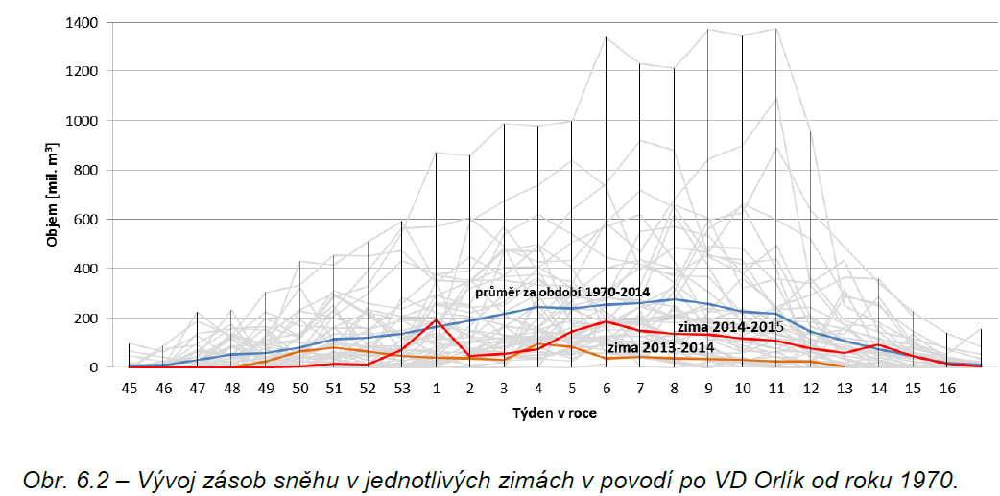 1400
1200
1000
800
600
400
200
0
Objem [mil. m³]
průměr za období 1970-2014
zima 2014-2015
zima 2013-2014
45 46 47 48 49 50 51 52 53 1 2 3 4 5 6 7 8 9 10 11 12 13 14 15 16
Týden v roce
Obr. 6.2 – Vývoj zásob sněhu v jednotlivých zimách v povodí po VD Orlík od roku 1970.